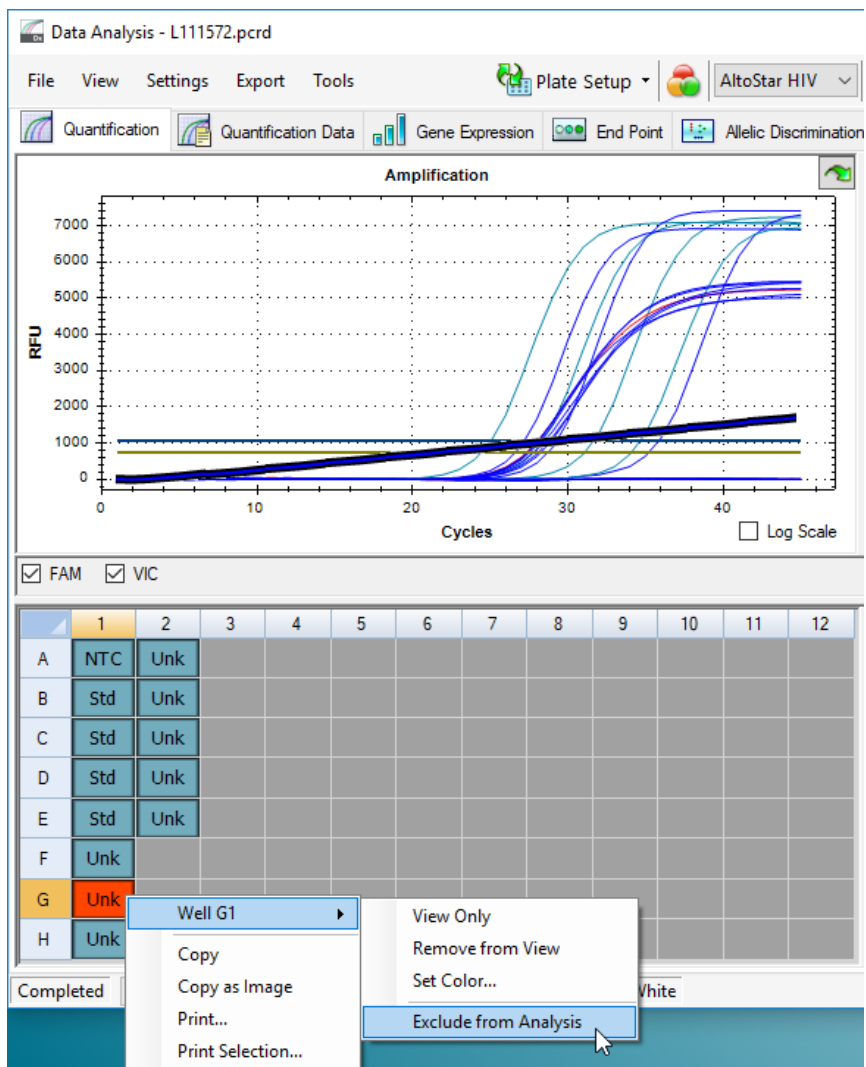 Data Analysis - L111572.pcrd
File View Settings Export Tools Plate Setup AltoStar HIV
Quantification Quantification Data Gene Expression End Point Allelic Discrimination
Amplification
7000
6000
5000
4000
3000
2000
1000
0
RFU
0 10 20 30 40
Cycles
Log Scale
FAM VIC
1 2 3 4 5 6 7 8 9 10 11 12
A NTC Unk
B Std Unk
C Std Unk
D Std Unk
E Std Unk
F Unk
G Unk
H Unk
Well G1
Copy
Copy as Image
Print...
Print Selection...
View Only
Remove from View
Set Color...
Exclude from Analysis
Completed